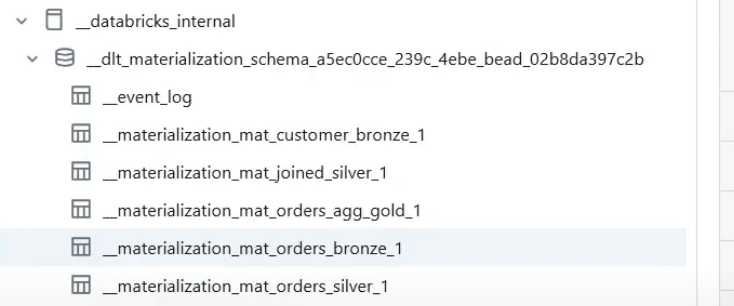 __databricks_internal
__dlt_materialization_schema_a5ec0cce_239c_4ebe_bead_02b8da397c2b
__event_log
__materialization_mat_customer_bronze_1
__materialization_mat_joined_silver_1
__materialization_mat_orders_agg_gold_1
__materialization_mat_orders_bronze_1
__materialization_mat_orders_silver_1